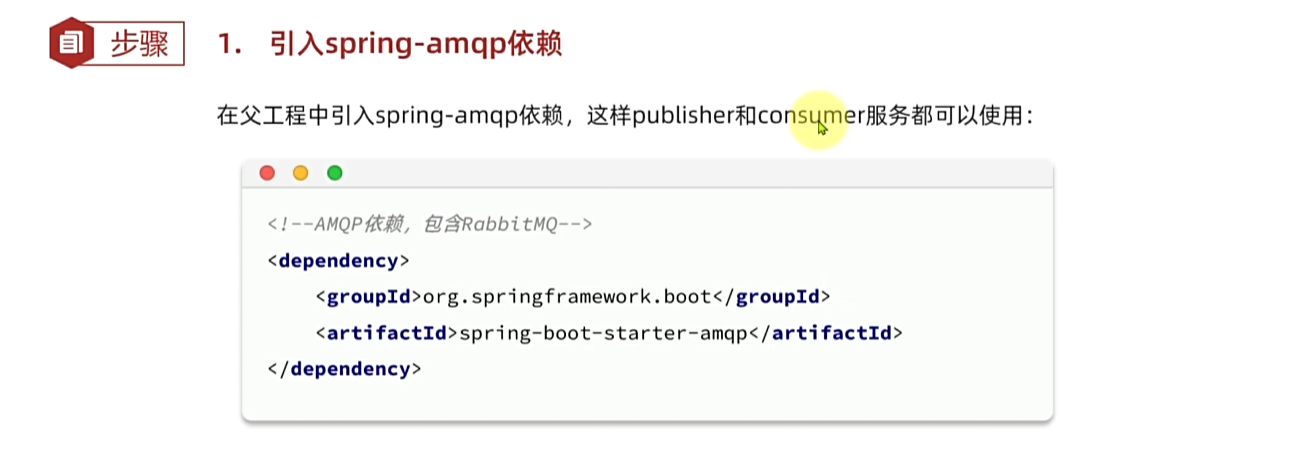 步骤 1. 引入spring-amqp依赖
在父工程中引入spring-amqp依赖，这样publisher和consumer服务都可以使用：
<!--AMQP依赖，包含RabbitMQ-->
<dependency>
    <groupId>org.springframework.boot</groupId>
    <artifactId>spring-boot-starter-amqp</artifactId>
</dependency>